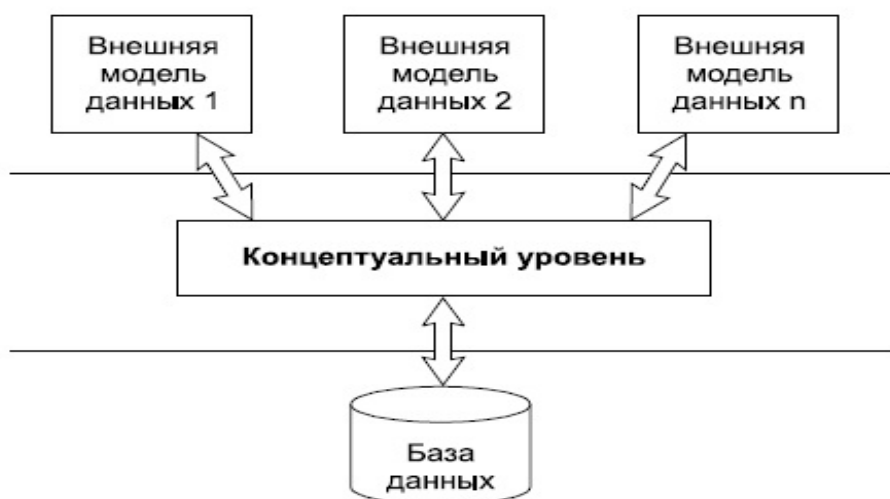 Внешняя
модель
данных 1
Внешняя
модель
данных 2
Внешняя
модель
данных n
Концептуальный уровень
База
данных